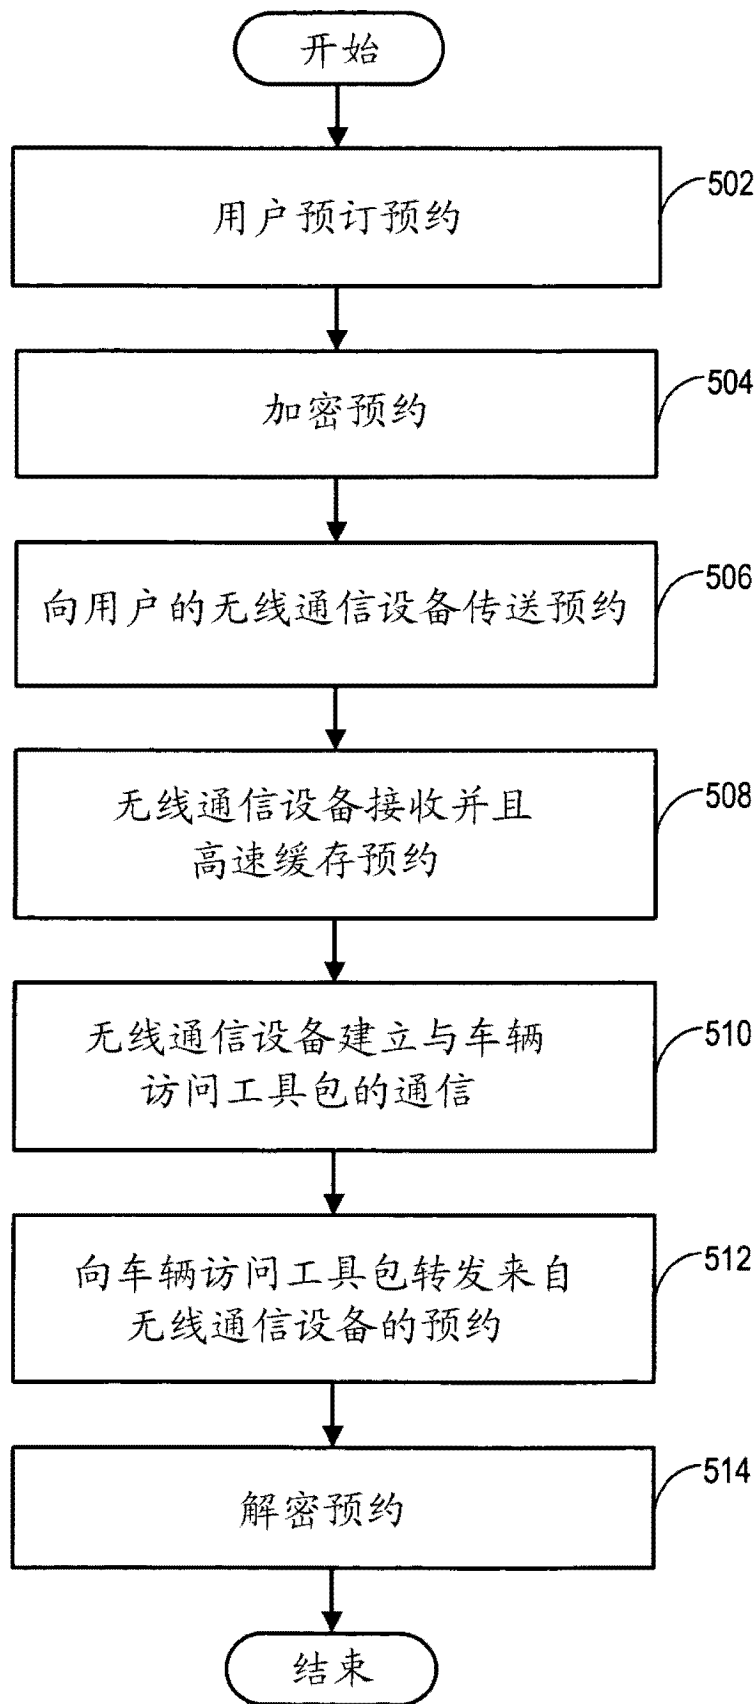 开始
用户预订预约
502
加密预约
504
向用户的无线通信设备传送预约
506
无线通信设备接收并且
高速缓存预约
508
无线通信设备建立与车辆
访问工具包的通信
510
向车辆访问工具包转发来自
无线通信设备的预约
512
解密预约
514
结束